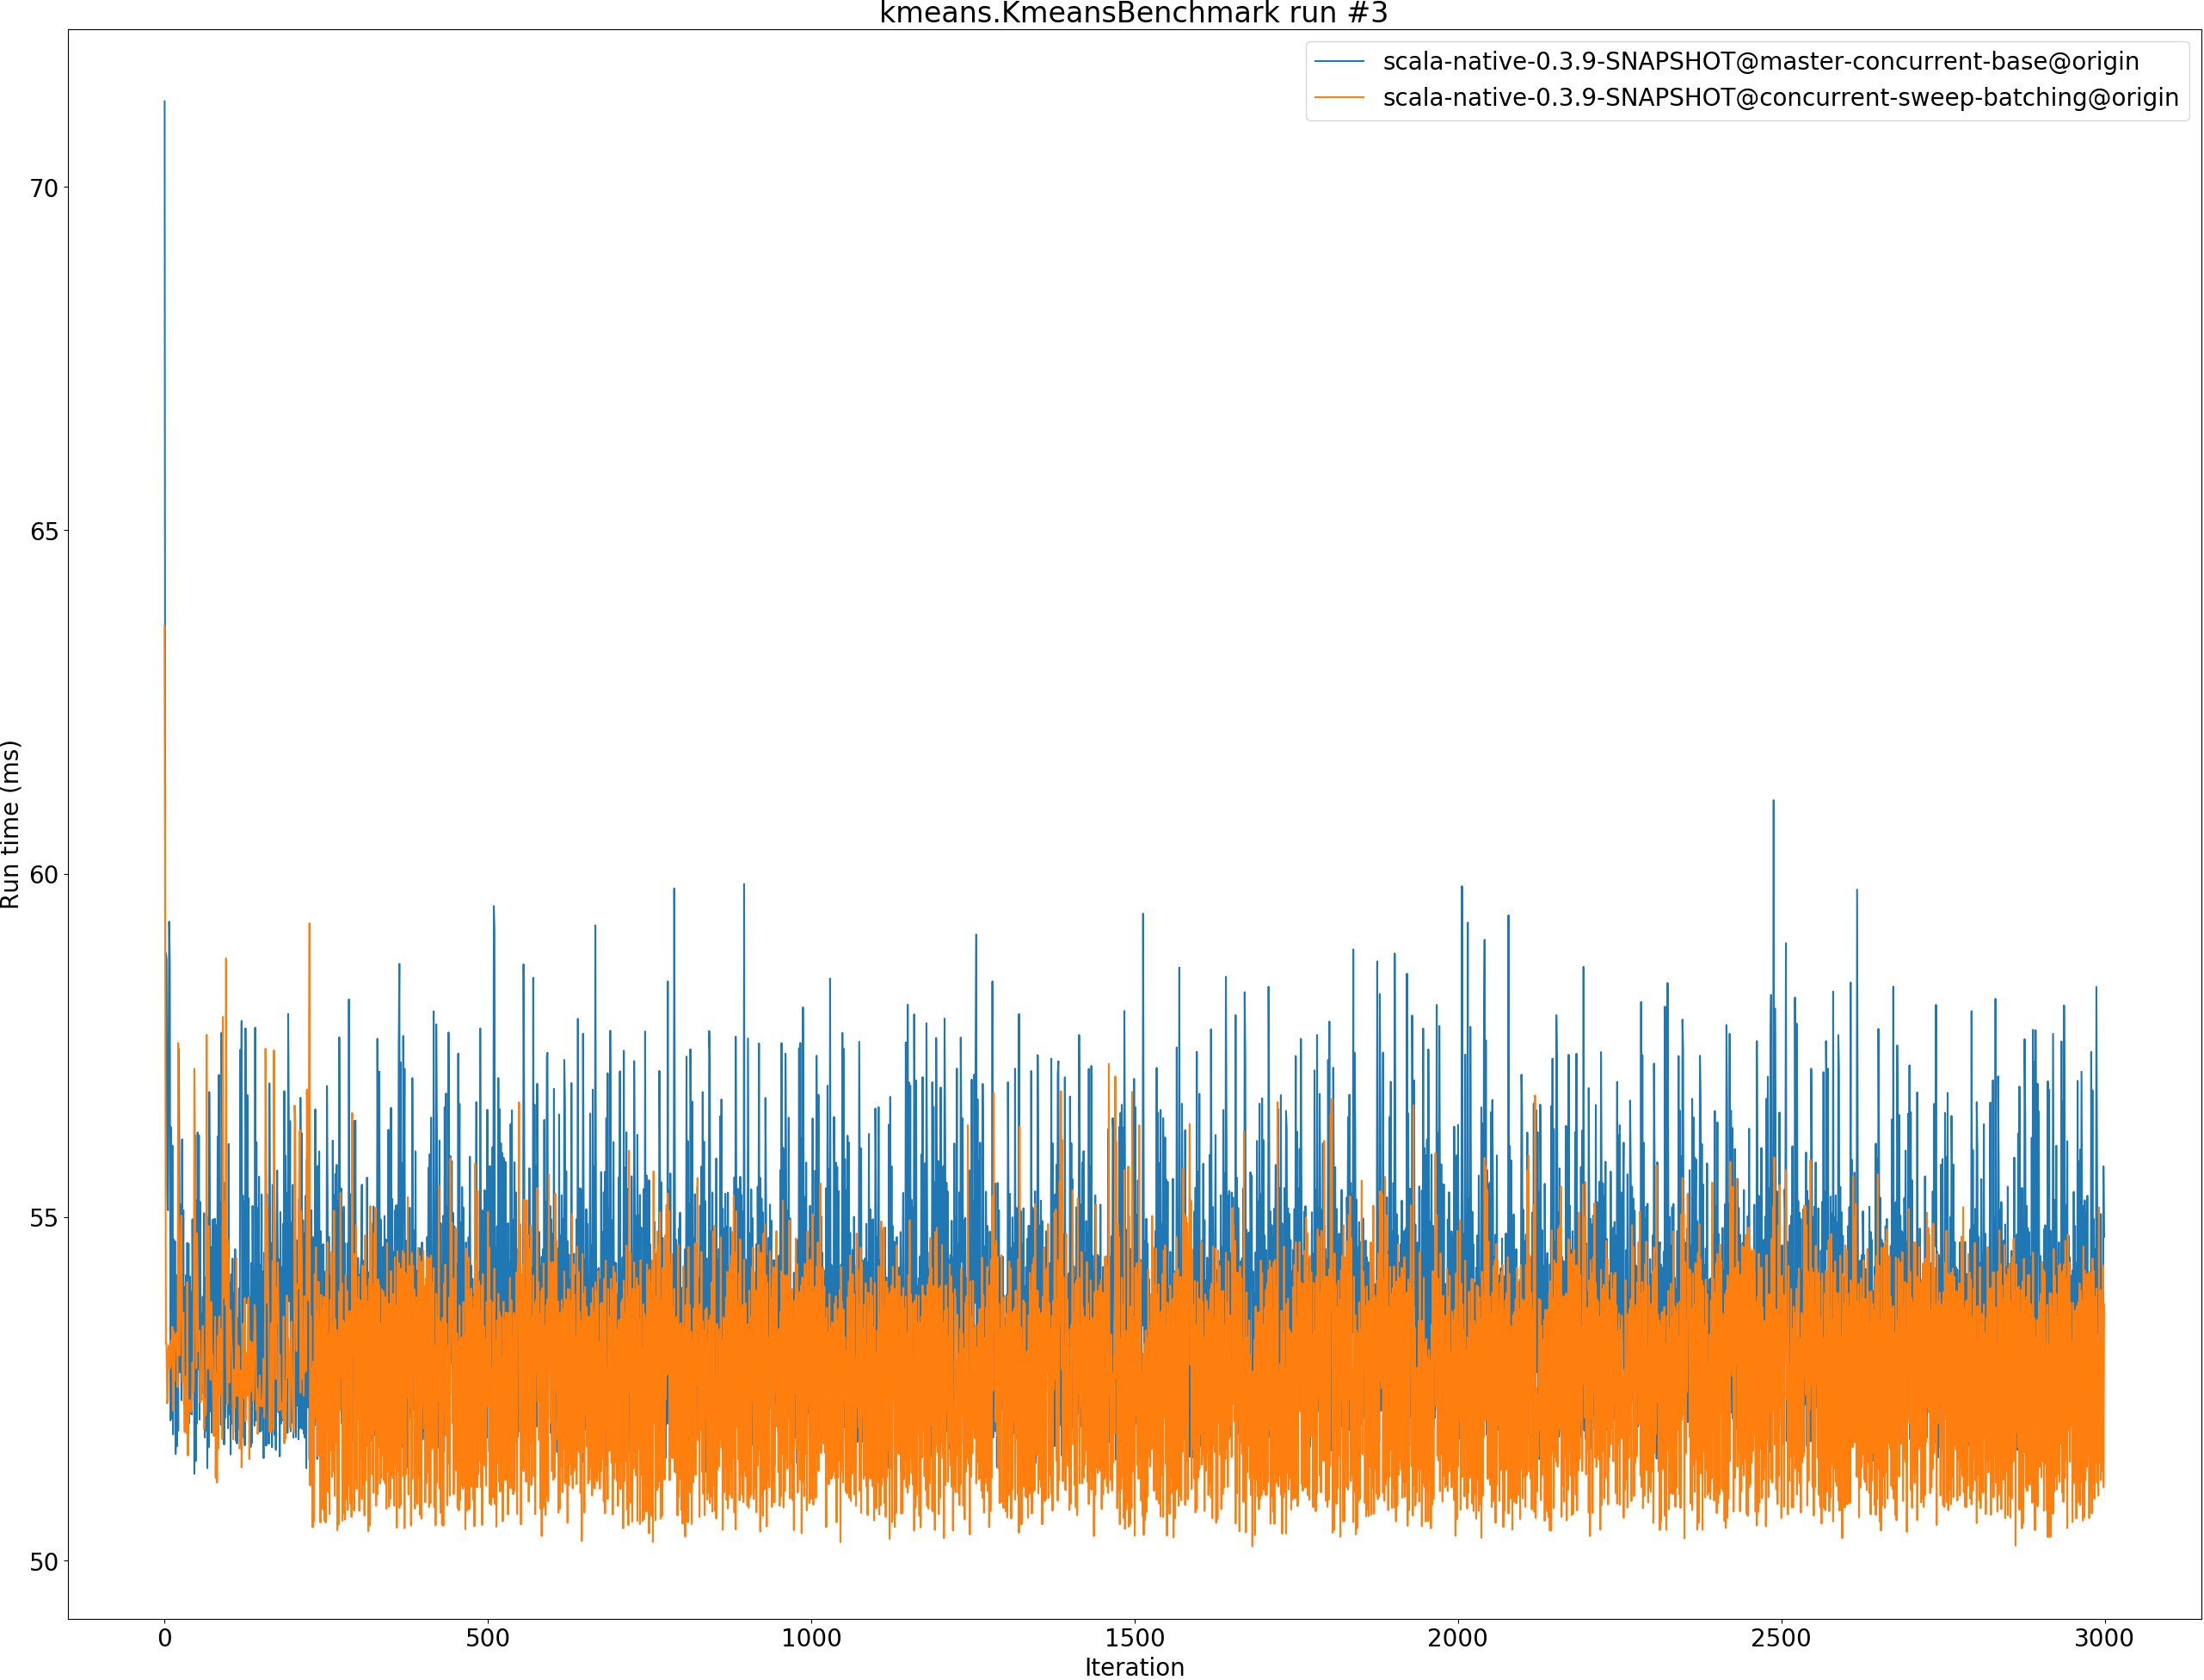 kmeans.KmeansBenchmark run #3
scala-native-0.3.9-SNAPSHOT@master-concurrent-base@origin
scala-native-0.3.9-SNAPSHOT@concurrent-sweep-batching@origin
Run time (ms)
70
65
60
55
50
0 500 1000 1500 2000 2500 3000
Iteration